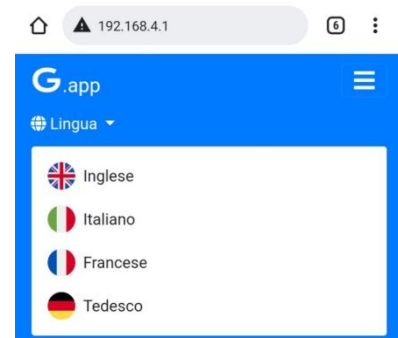 192.168.4.1
6
G.app
Lingua
Inglese
Italiano
Francese
Tedesco